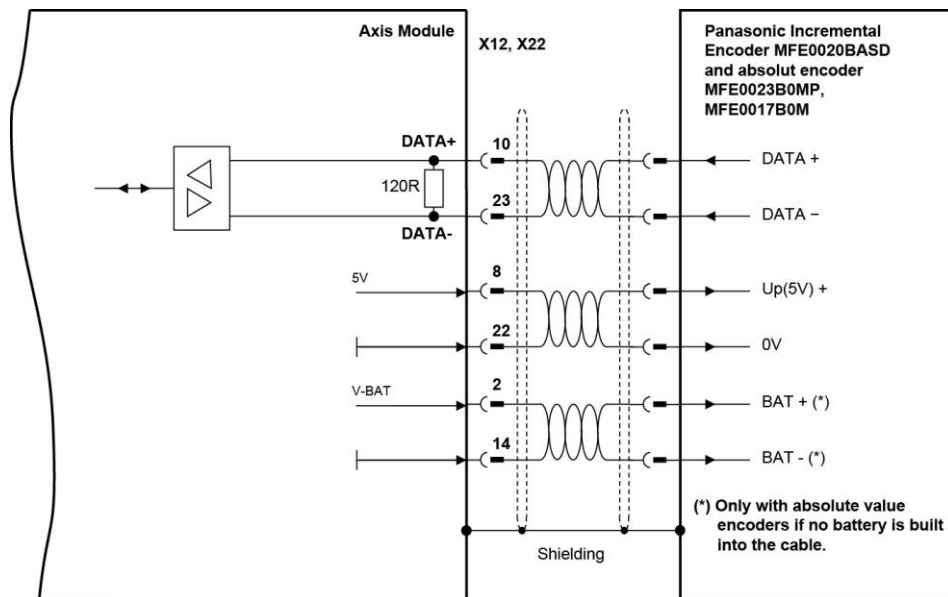 Axis Module
X12, X22
Panasonic Incremental
Encoder MFE0020BASD
and absolut encoder
MFE0023B0MP,
MFE0017B0M
DATA+
10
DATA +
120R
23
DATA –
DATA-
5V
8
Up(5V) +
22
0V
V-BAT
2
BAT + (*)
14
BAT - (*)
(*) Only with absolute value
encoders if no battery is built
into the cable.
Shielding